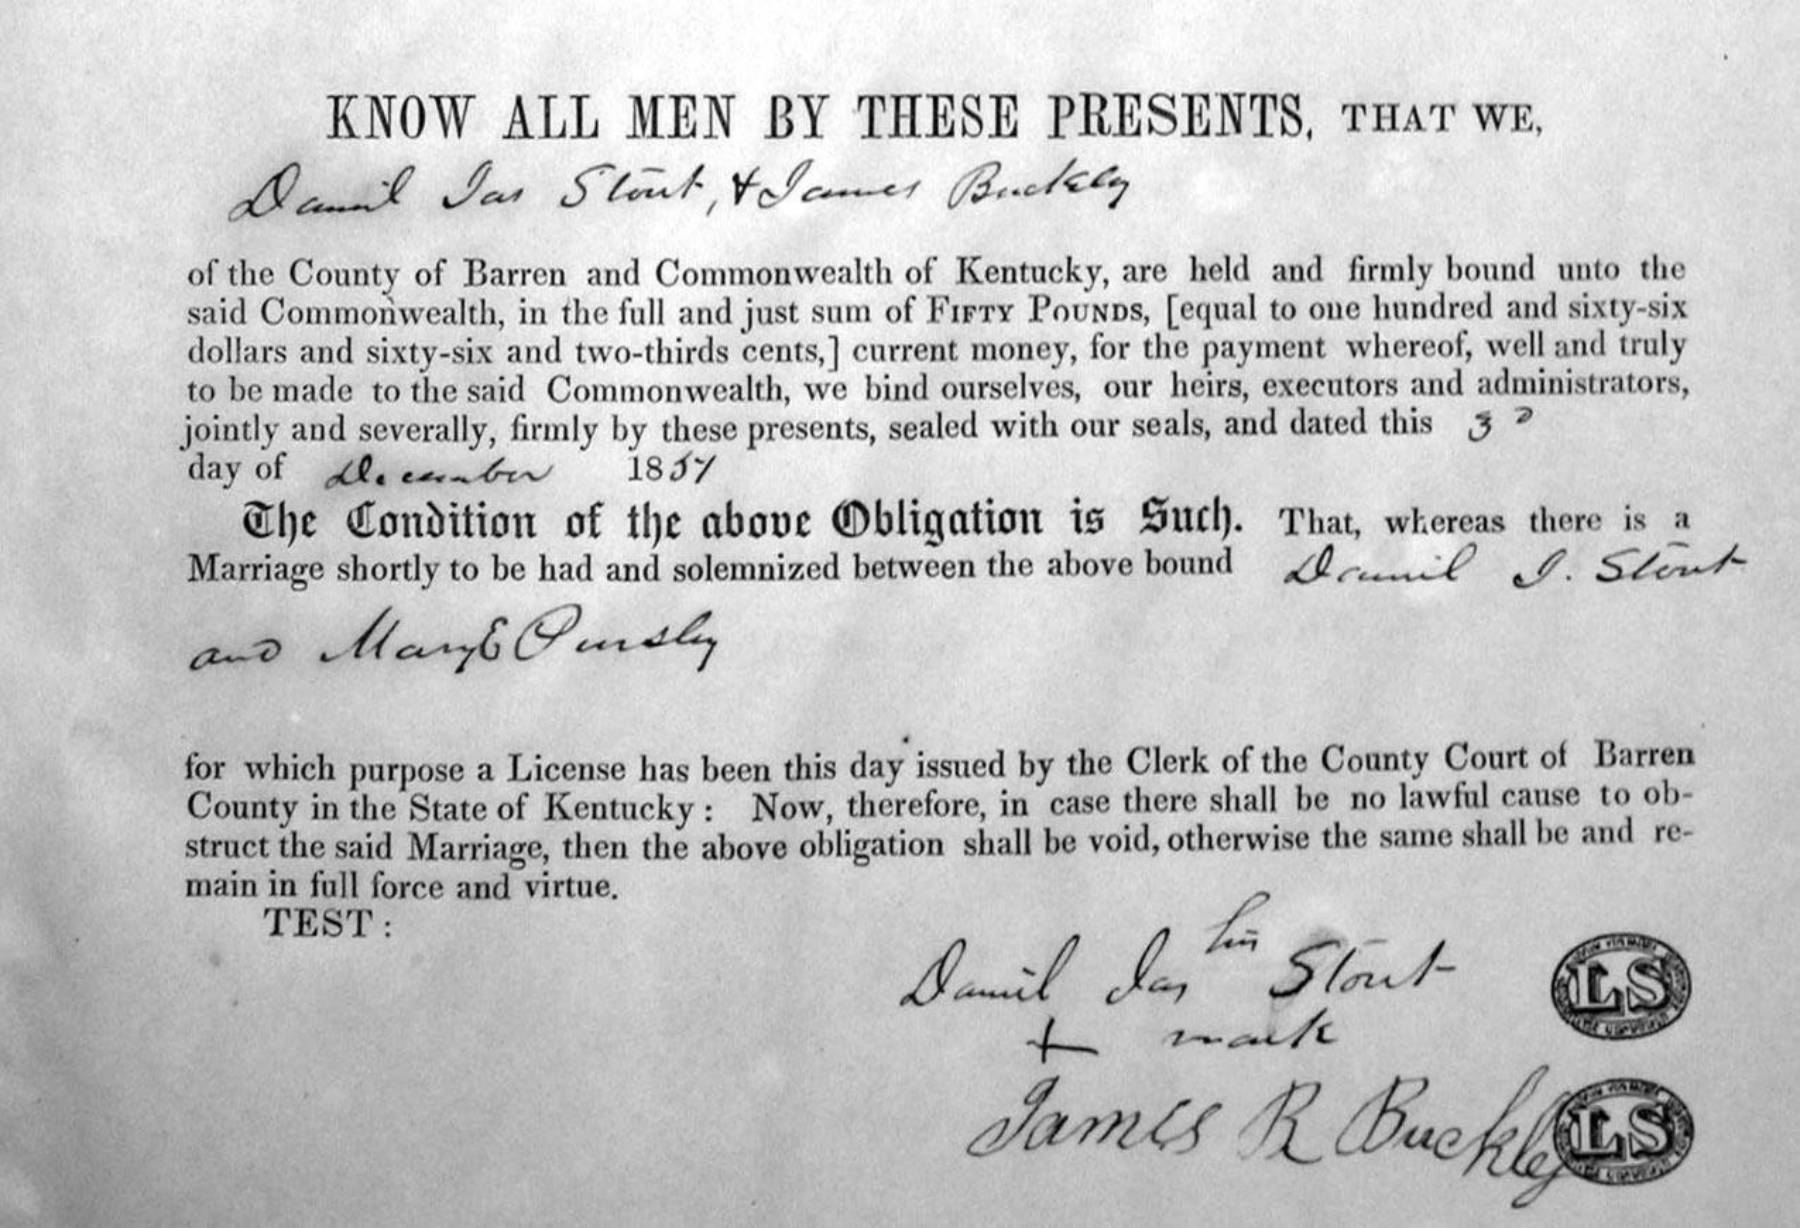 KNOW ALL MEN BY THESE PRESENTS, THAT WE,
Daniel Jas Stout, & James Buckley
of the County of Barren and Commonwealth of Kentucky, are held and firmly bound unto the
said Commonwealth, in the full and just sum of FIFTY POUNDS, [equal to one hundred and sixty-six
dollars and sixty-six and two-thirds cents,] current money, for the payment whereof, well and truly
to be made to the said Commonwealth, we bind ourselves, our heirs, executors and administrators,
jointly and severally, firmly by these presents, sealed with our seals, and dated this 3d
day of December 1857
The Condition of the above Obligation is Such. That, whereas there is a
Marriage shortly to be had and solemnized between the above bound Daniel J. Stout
and Mary E Pursley
for which purpose a License has been this day issued by the Clerk of the County Court of Barren
County in the State of Kentucky: Now, therefore, in case there shall be no lawful cause to ob-
struct the said Marriage, then the above obligation shall be void, otherwise the same shall be and re-
main in full force and virtue.
TEST:
his
Daniel Jas Stout LS
+ mark
James R Buckley LS